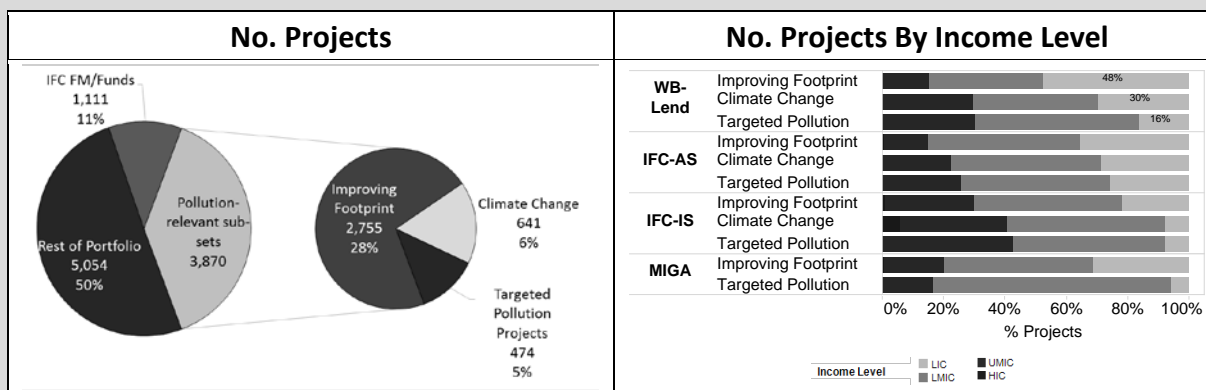 No. Projects
IFC FM/Funds
1,111
11%
Pollution-
relevant sub-
sets
3,870
Rest of Portfolio
5,054
50%
Improving
Footprint
2,755
28%
Climate Change
641
6%
Targeted
Pollution
Projects
474
5%
No. Projects By Income Level
WB-
Lend
Improving Footprint
48%
Climate Change
30%
Targeted Pollution
16%
IFC-AS
Improving Footprint
Climate Change
Targeted Pollution
IFC-IS
Improving Footprint
Climate Change
Targeted Pollution
MIGA
Improving Footprint
Targeted Pollution
0% 20% 40% 60% 80% 100%
% Projects
Income Level
LIC UMIC
LMIC HIC